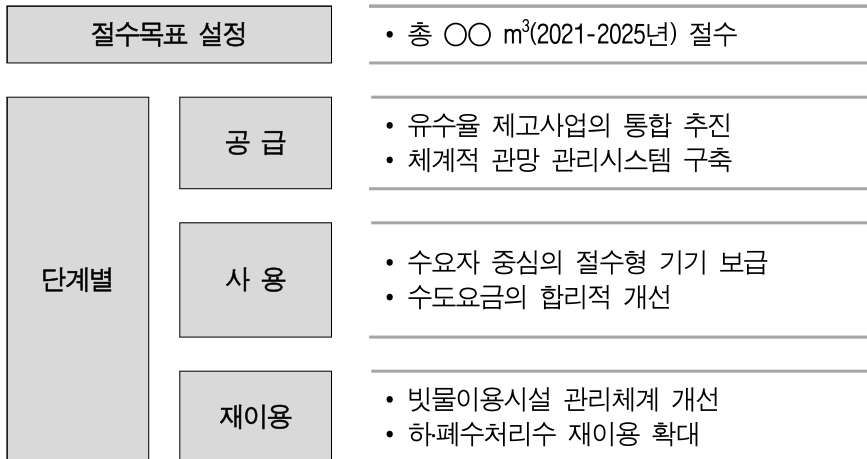 절수목표 설정
• 총 ○○ m³(2021-2025년) 절수
단계별
공 급
• 유수율 제고사업의 통합 추진
• 체계적 관망 관리시스템 구축
사 용
• 수요자 중심의 절수형 기기 보급
• 수도요금의 합리적 개선
재이용
• 빗물이용시설 관리체계 개선
• 하·폐수처리수 재이용 확대